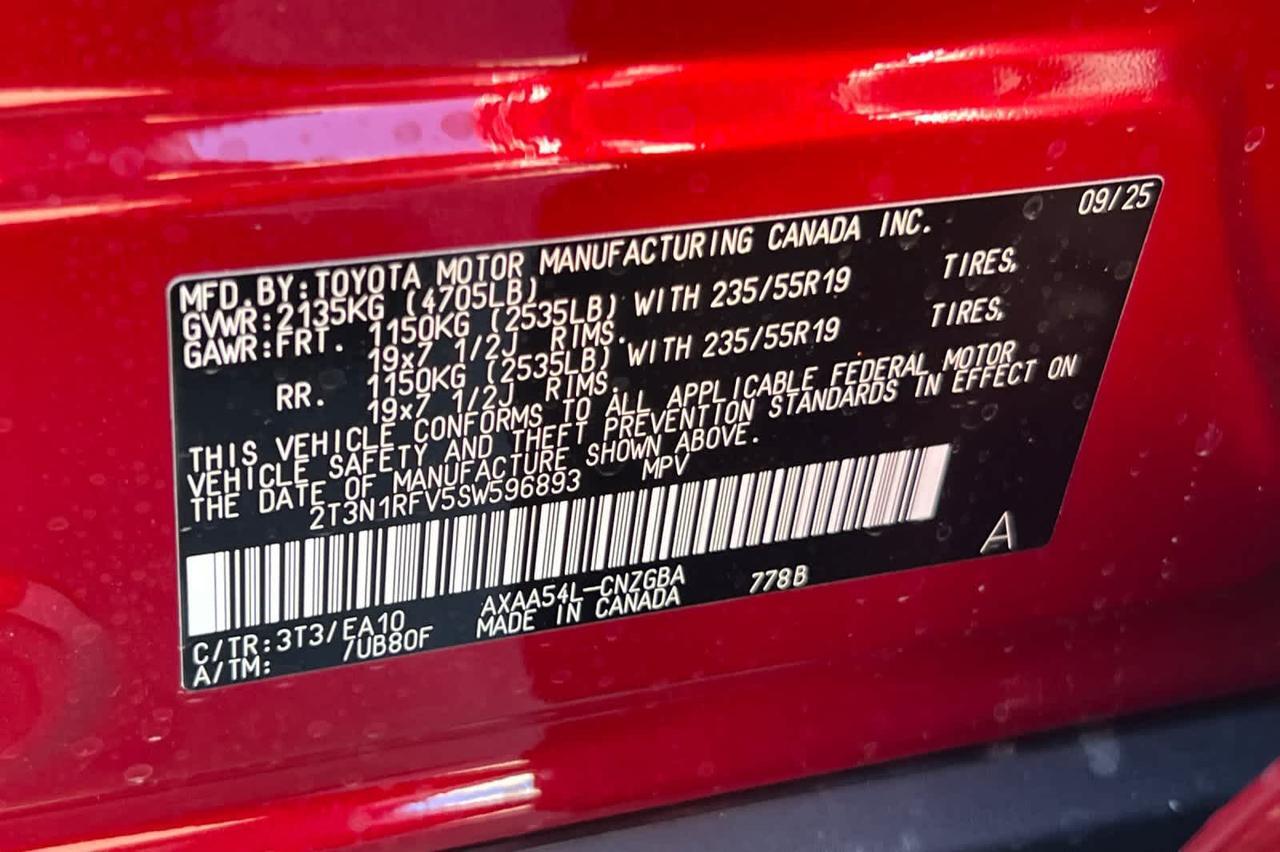 09/25
MFD.BY:TOYOTA MOTOR MANUFACTURING CANADA INC.
GVWR:2135KG (4705LB)
GAWR:FRT. 1150KG (2535LB) WITH 235/55R19 TIRES,
19x7 1/2J RIMS.
RR. 1150KG (2535LB) WITH 235/55R19 TIRES,
19x7 1/2J RIMS.
THIS VEHICLE CONFORMS TO ALL APPLICABLE FEDERAL MOTOR
VEHICLE SAFETY AND THEFT PREVENTION STANDARDS IN EFFECT ON
THE DATE OF MANUFACTURE SHOWN ABOVE.
2T3N1RFV5SW596893 MPV
A
C/TR:3T3/EA10 AXAA54L-CNZGBA 778B
A/TM: /UB80F MADE IN CANADA